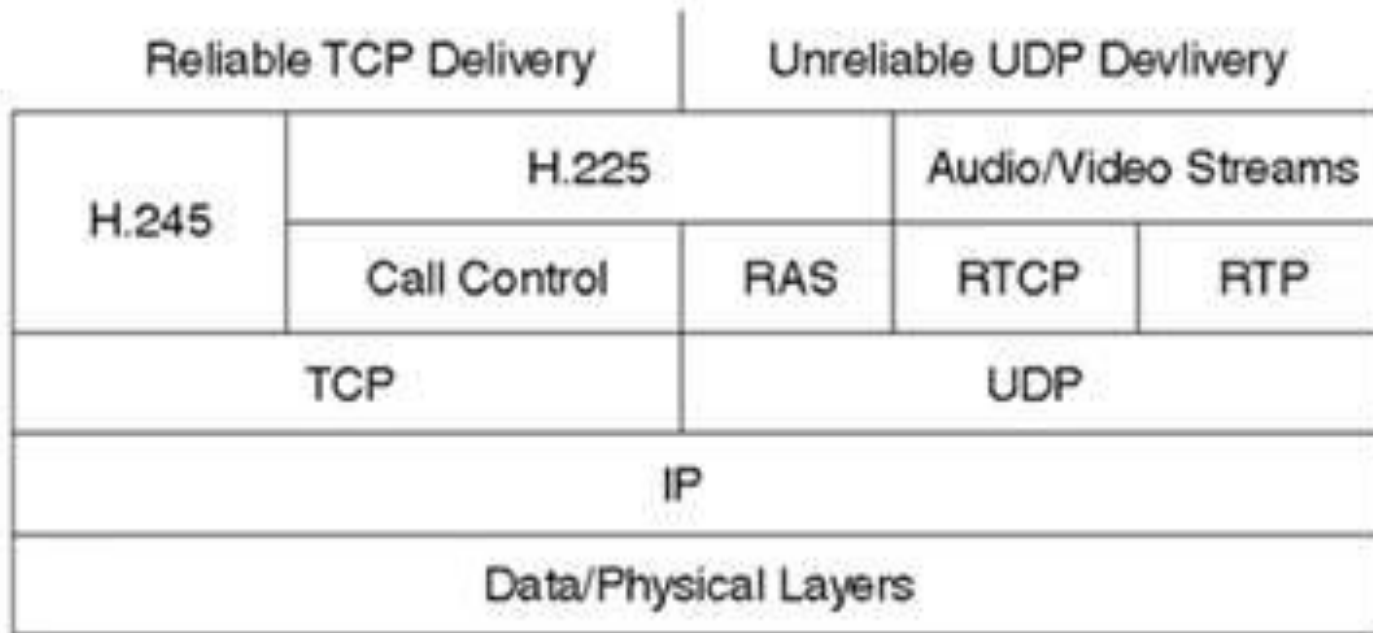 Reliable TCP Delivery
Unreliable UDP Devlivery
H.245
H.225
Audio/Video Streams
Call Control
RAS
RTCP
RTP
TCP
UDP
IP
Data/Physical Layers